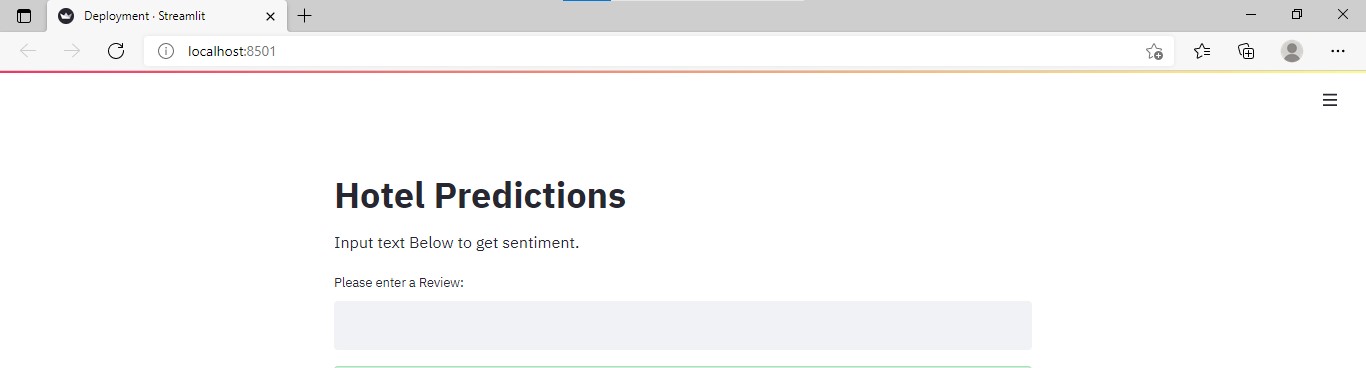 Deployment · Streamlit
localhost:8501
Hotel Predictions
Input text Below to get sentiment.
Please enter a Review: